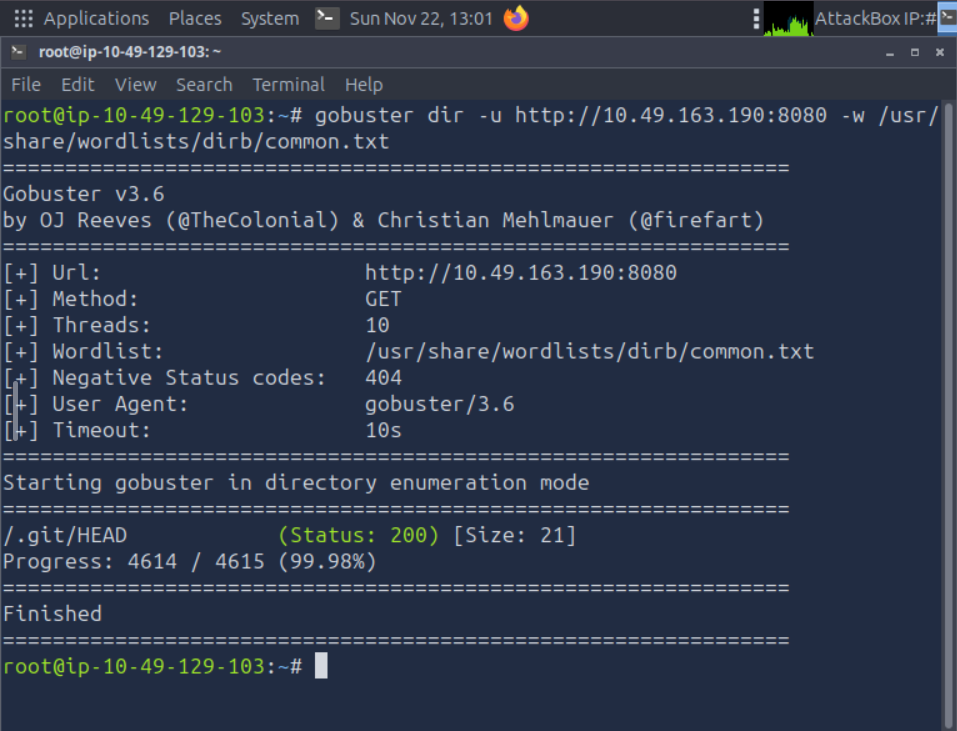 Applications Places System Sun Nov 22, 13:01 AttackBox IP:#
root@ip-10-49-129-103: ~
File Edit View Search Terminal Help
root@ip-10-49-129-103:~# gobuster dir -u http://10.49.163.190:8080 -w /usr/
share/wordlists/dirb/common.txt
===============================================================
Gobuster v3.6
by OJ Reeves (@TheColonial) & Christian Mehlmauer (@firefart)
===============================================================
[+] Url: http://10.49.163.190:8080
[+] Method: GET
[+] Threads: 10
[+] Wordlist: /usr/share/wordlists/dirb/common.txt
[+] Negative Status codes: 404
[+] User Agent: gobuster/3.6
[+] Timeout: 10s
===============================================================
Starting gobuster in directory enumeration mode
===============================================================
/.git/HEAD (Status: 200) [Size: 21]
Progress: 4614 / 4615 (99.98%)
===============================================================
Finished
===============================================================
root@ip-10-49-129-103:~#